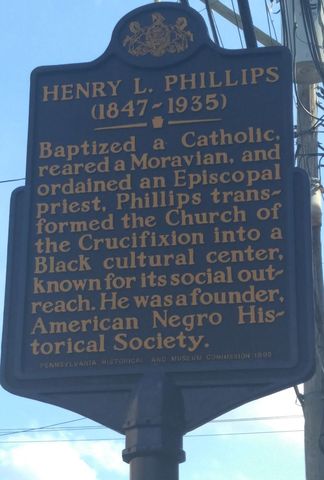 HENRY L. PHILLIPS
(1847-1935)
Baptized a Catholic,
reared a Moravian, and
ordained an Episcopal
priest, Phillips trans-
formed the Church of
the Crucifixion into a
Black cultural center,
known for its social out-
reach. He was a founder,
American Negro His-
torical Society.
PENNSYLVANIA HISTORICAL AND MUSEUM COMMISSION